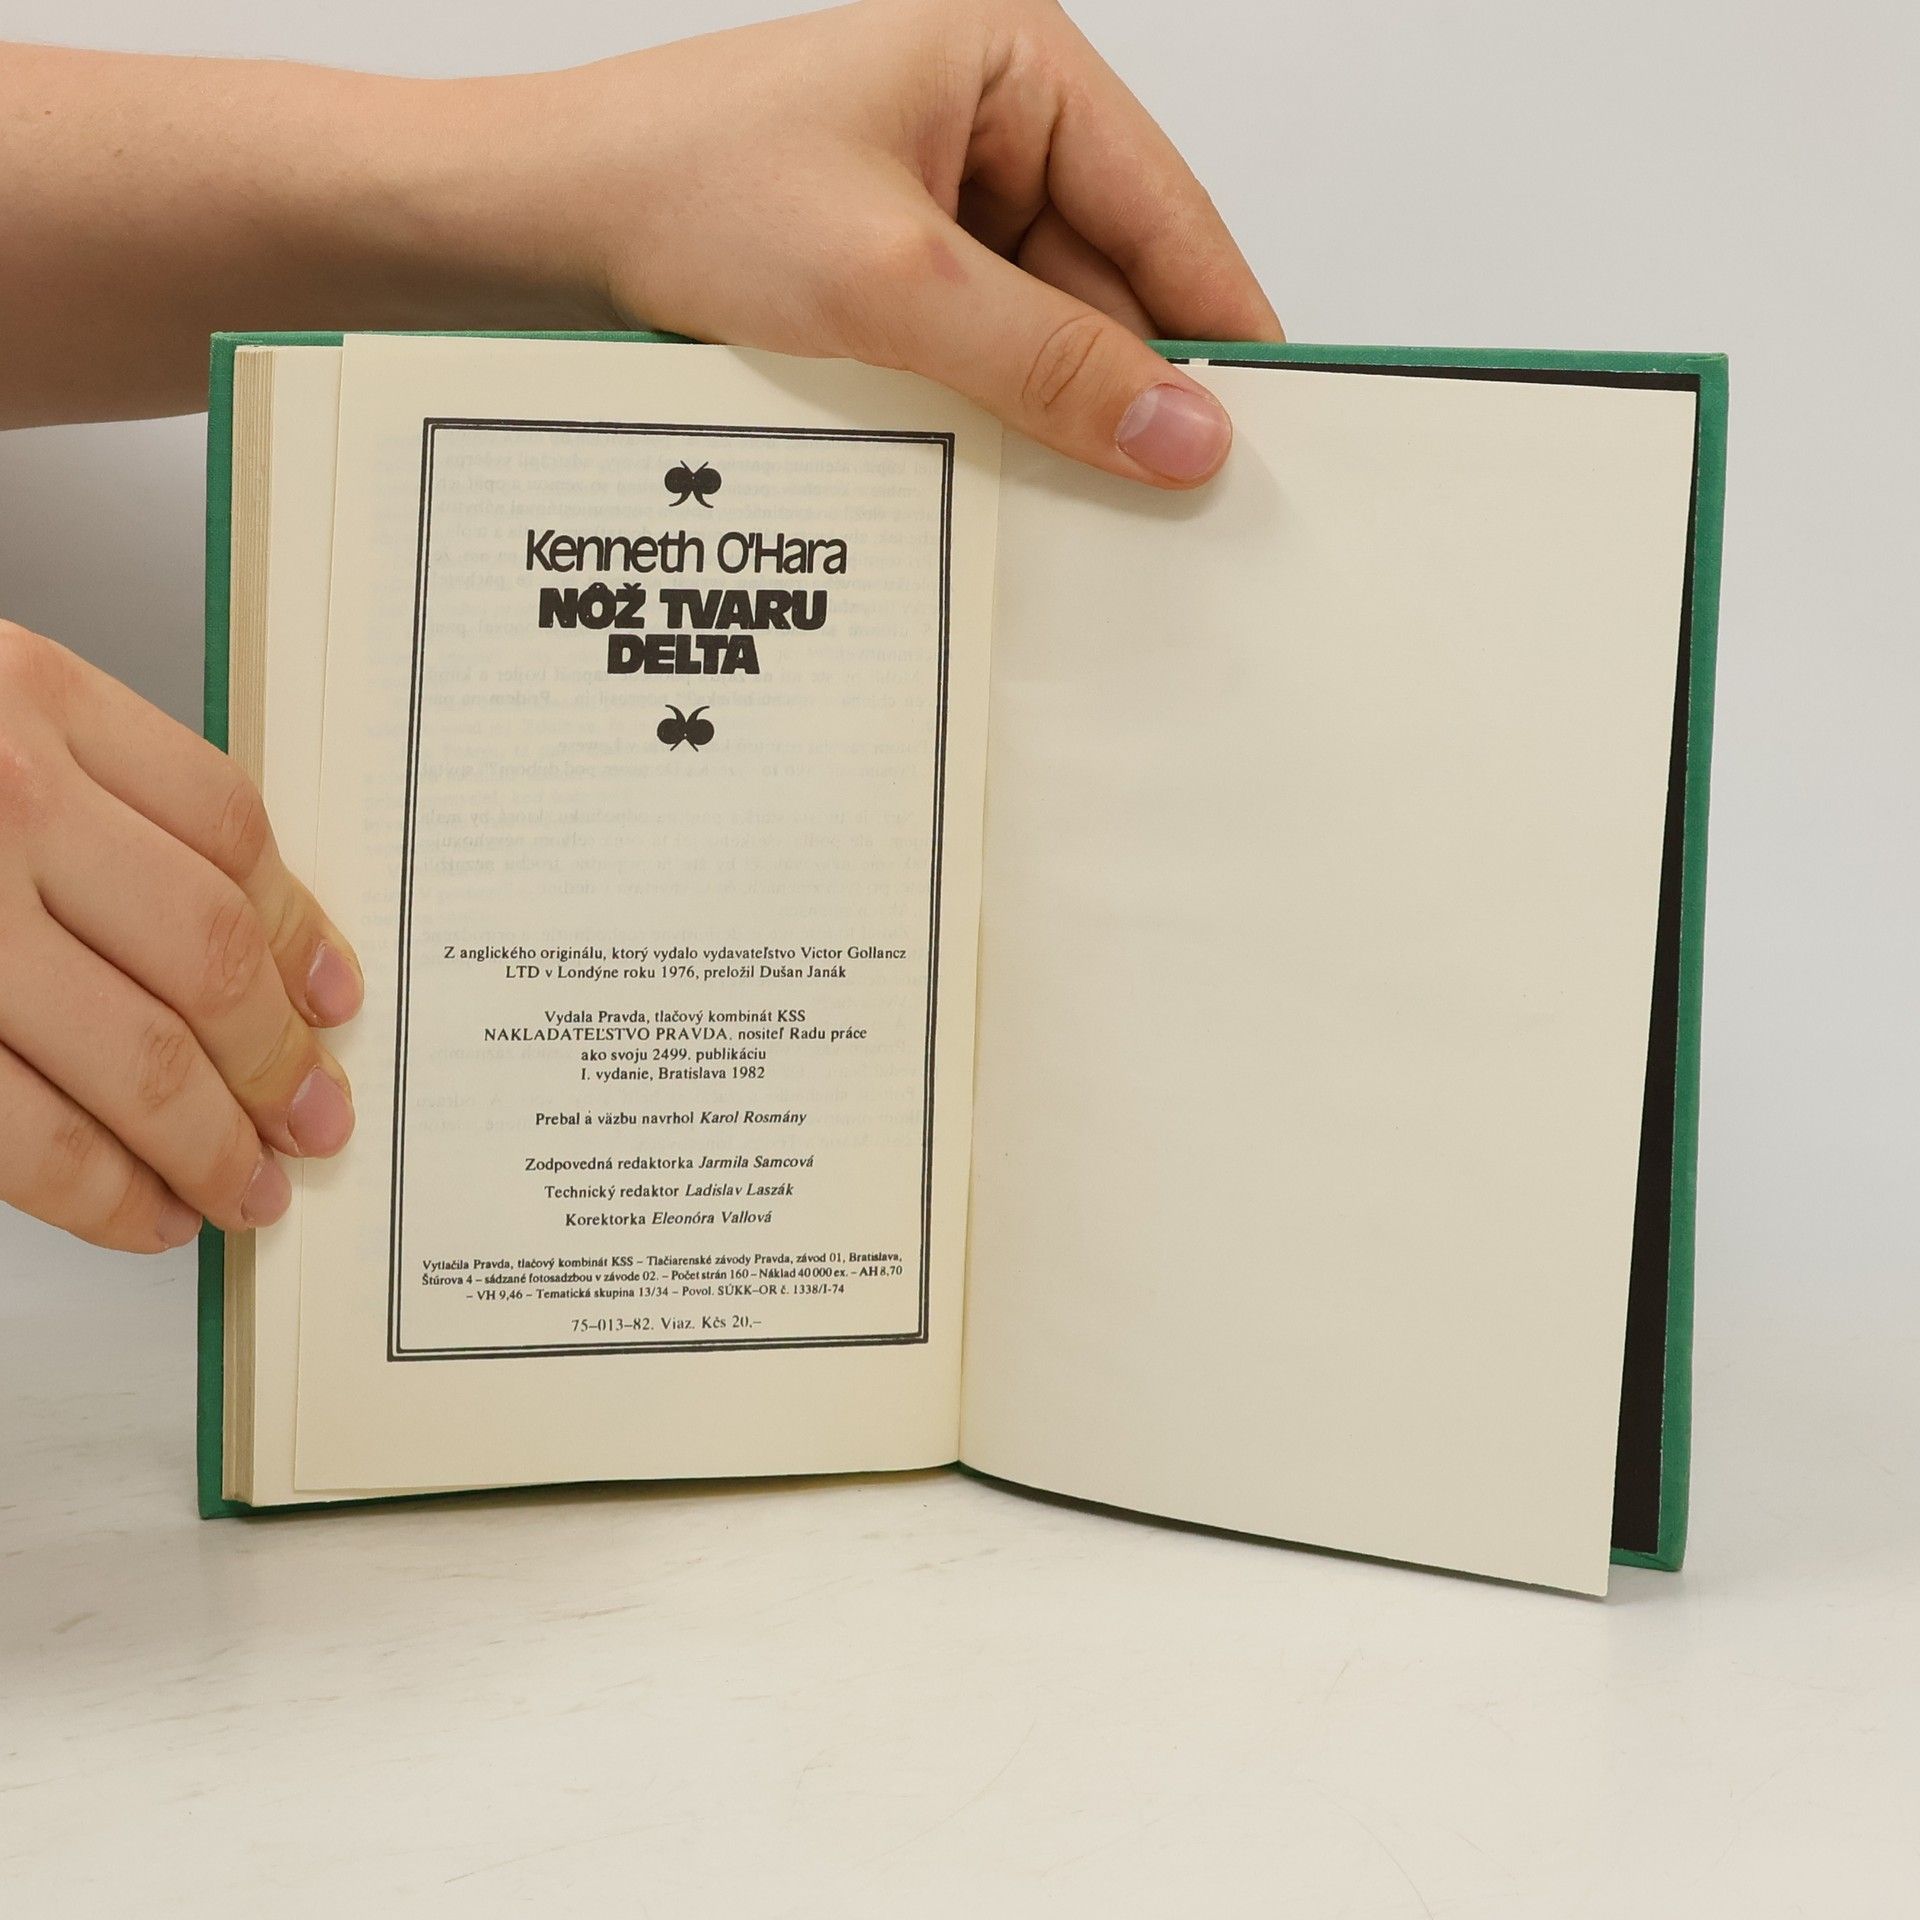 Kenneth O'Hara
NÔŽ TVARU
DELTA
Z anglického originálu, ktorý vydalo vydavateľstvo Victor Gollancz
LTD v Londýne roku 1976, preložil Dušan Janák
Vydala Pravda, tlačový kombinát KSS
NAKLADATEĽSTVO PRAVDA, nositeľ Radu práce
ako svoju 2499. publikáciu
I. vydanie, Bratislava 1982
Prebal a väzbu navrhol Karol Rosmány
Zodpovedná redaktorka Jarmila Samcová
Technický redaktor Ladislav Laszák
Korektorka Eleonóra Vallová
Vytlačila Pravda, tlačový kombinát KSS – Tlačiarenské závody Pravda, závod 01, Bratislava,
Štúrova 4 – sádzané fotosadzbou v závode 02. – Počet strán 160 – Náklad 40 000 ex. – AH 8,70
– VH 9,46 – Tematická skupina 13/34 – Povol. SÚKK–OR č. 1338/I-74
75–013–82. Viaz. Kčs 20,–